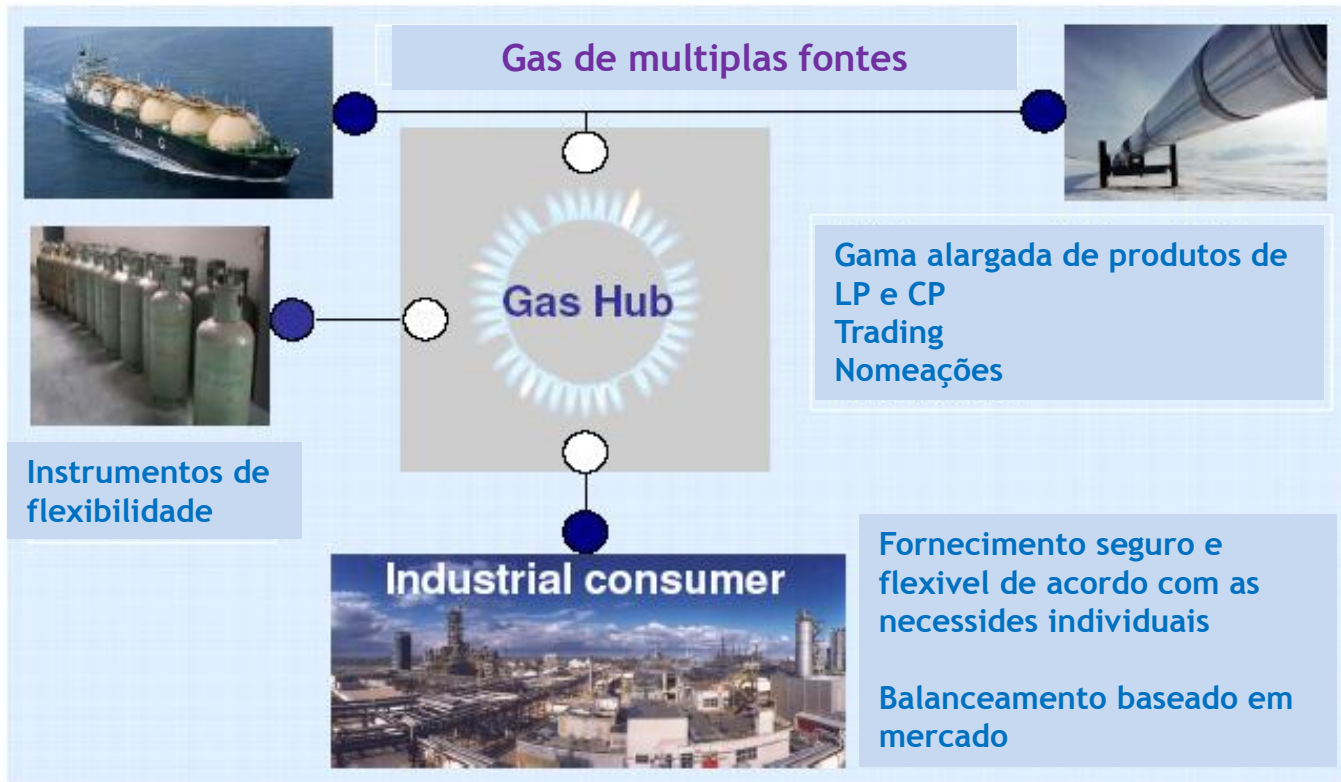 Gas de multiplas fontes
LNG
Gas Hub
Gama alargada de produtos de
LP e CP
Trading
Nomeações
Instrumentos de
flexibilidade
Industrial consumer
Fornecimento seguro e
flexivel de acordo com as
necessides individuais
Balanceamento baseado em
mercado